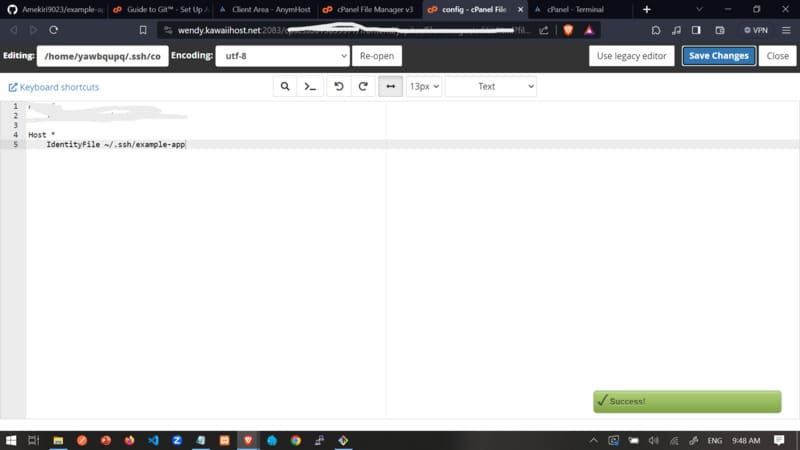 Amekiri9023/example-a
Guide to Git™ - Set Up A
Client Area - AnymHost
cPanel File Manager v3
config - cPanel File
cPanel - Terminal
wendy.kawaiihost.net:2083/
VPN
Editing: /home/yawbqupq/.ssh/co Encoding: utf-8 Re-open Use legacy editor Save Changes Close
Keyboard shortcuts 13px Text
1
2
3
4 Host *
5 IdentityFile ~/.ssh/example-app
Success!
ENG 9:48 AM